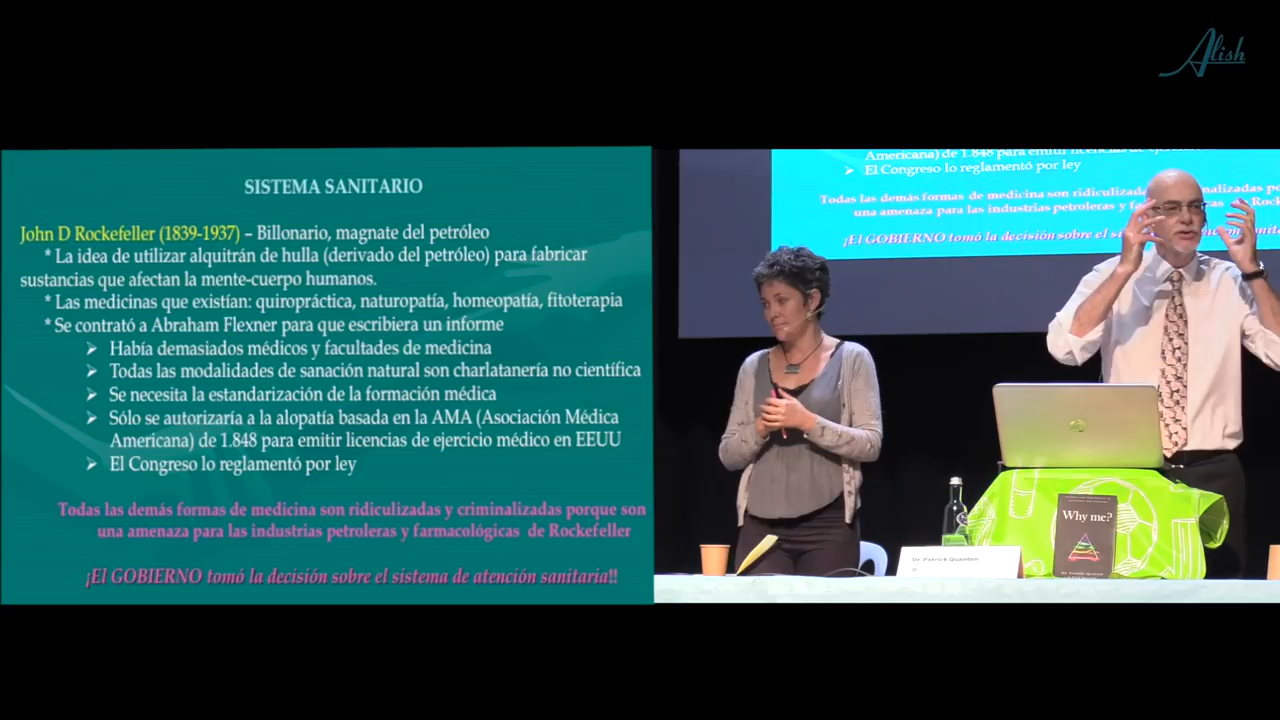 Alish
SISTEMA SANITARIO
John D Rockefeller (1839-1937) – Billonario, magnate del petróleo
* La idea de utilizar alquitrán de hulla (derivado del petróleo) para fabricar
sustancias que afectan la mente-cuerpo humanos.
* Las medicinas que existían: quiropráctica, naturopatía, homeopatía, fitoterapia
* Se contrató a Abraham Flexner para que escribiera un informe
➢ Había demasiados médicos y facultades de medicina
➢ Todas las modalidades de sanación natural son charlatanería no científica
➢ Se necesita la estandarización de la formación médica
➢ Sólo se autorizaría a la alopatía basada en la AMA (Asociación Médica
Americana) de 1.848 para emitir licencias de ejercicio médico en EEUU
➢ El Congreso lo reglamentó por ley
Todas las demás formas de medicina son ridiculizadas y criminalizadas porque son
una amenaza para las industrias petroleras y farmacológicas de Rockefeller
¡El GOBIERNO tomó la decisión sobre el sistema de atención sanitaria!!
Americana) de 1.848 para emitir licencias de
➢ El Congreso lo reglamentó por ley
Todas las demás formas de medicina son
una amenaza para las industrias petroleras y
¡El GOBIERNO tomó la decisión sobre el
Why me?
Dr. Patrick Quanten